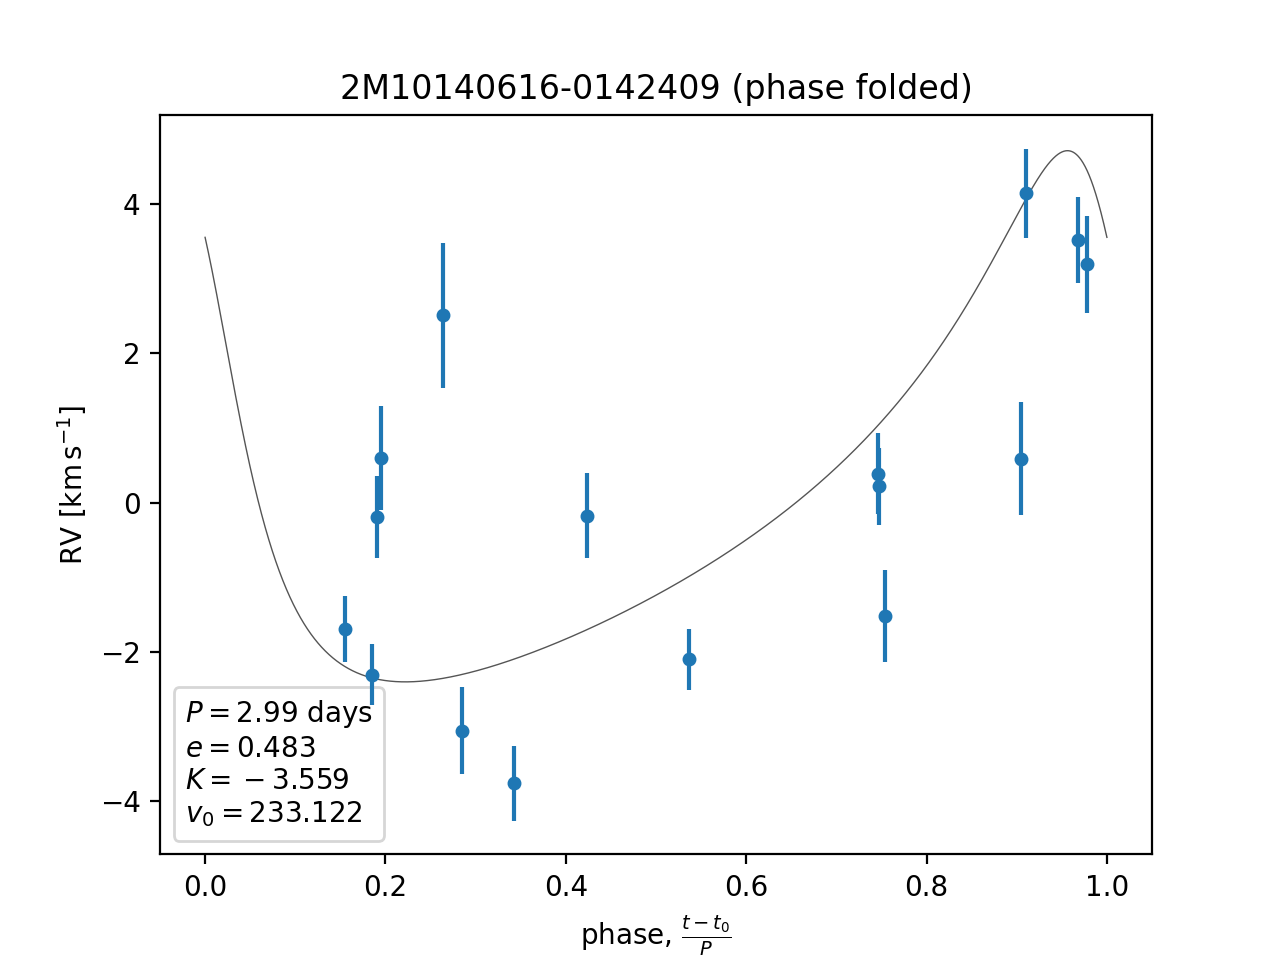 2M10140616-0142409 (phase folded)
RV [km s⁻¹]
4
2
0
−2
−4
P = 2.99 days
e = 0.483
K = −3.559
v₀ = 233.122
0.0 0.2 0.4 0.6 0.8 1.0
phase, (t − t₀)/P